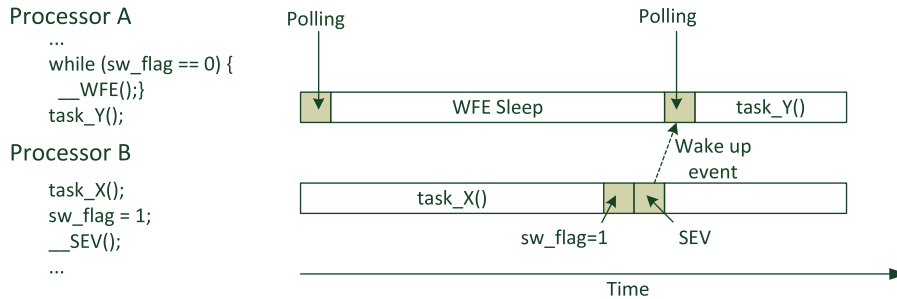 Processor A
...
while (sw_flag == 0) {
__WFE();}
task_Y();
Processor B
task_X();
sw_flag = 1;
__SEV();
...
Polling
Polling
WFE Sleep
task_Y()
Wake up
event
task_X()
sw_flag=1
SEV
Time